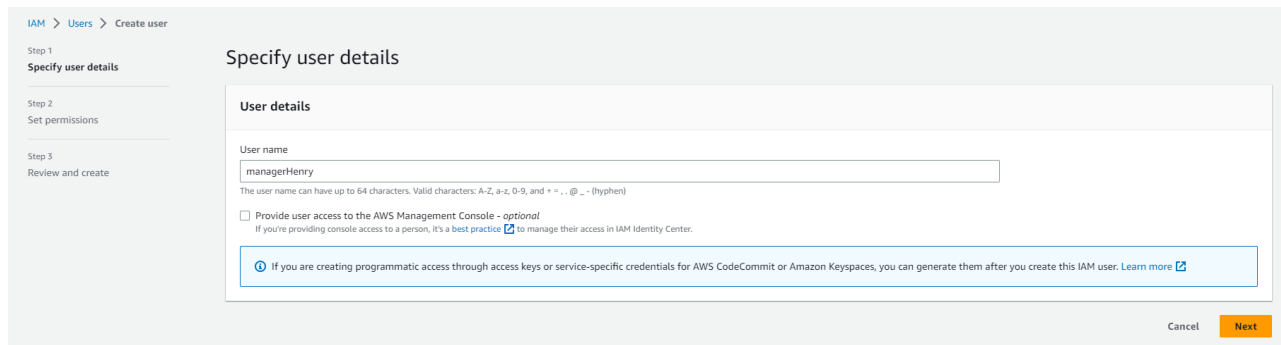 IAM > Users > Create user
Step 1
Specify user details
Step 2
Set permissions
Step 3
Review and create
Specify user details
User details
User name
managerHenry
The user name can have up to 64 characters. Valid characters: A-Z, a-z, 0-9, and + = , . @ _ - (hyphen)
Provide user access to the AWS Management Console - optional
If you're providing console access to a person, it's a best practice to manage their access in IAM Identity Center.
If you are creating programmatic access through access keys or service-specific credentials for AWS CodeCommit or Amazon Keyspaces, you can generate them after you create this IAM user. Learn more
Cancel
Next